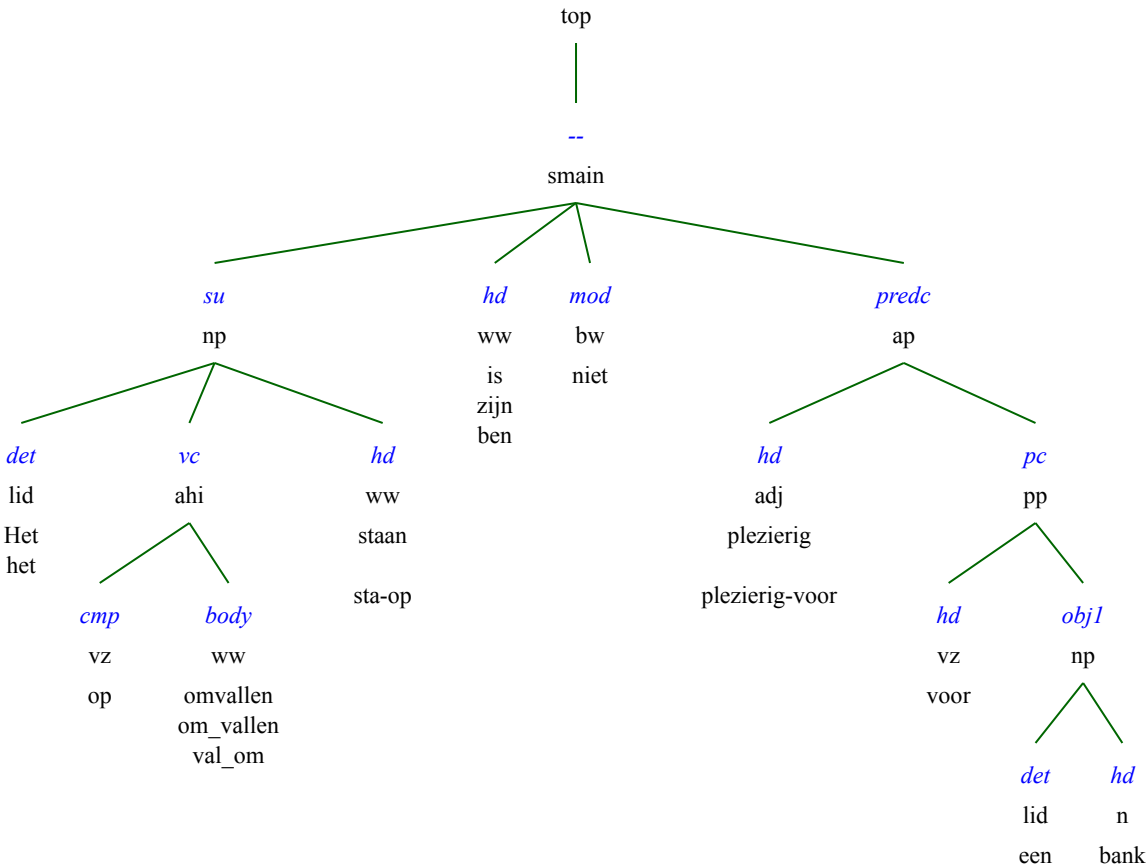 top
--
smain
su hd mod predc
np ww bw ap
is niet
zijn
ben
det vc hd hd pc
lid ahi ww adj pp
Het staan plezierig
het
sta-op plezierig-voor
cmp body hd obj1
vz ww vz np
op omvallen voor
om_vallen
val_om
det hd
lid n
een bank